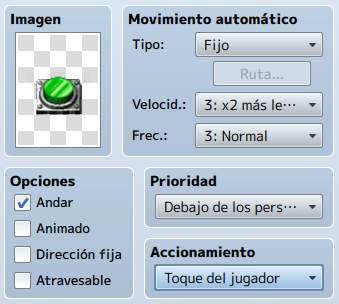 Imagen
Movimiento automático
Tipo: Fijo
Ruta...
Velocid.: 3: x2 más le...
Frec.: 3: Normal
Opciones
Andar
Animado
Dirección fija
Atravesable
Prioridad
Debajo de los pers...
Accionamiento
Toque del jugador